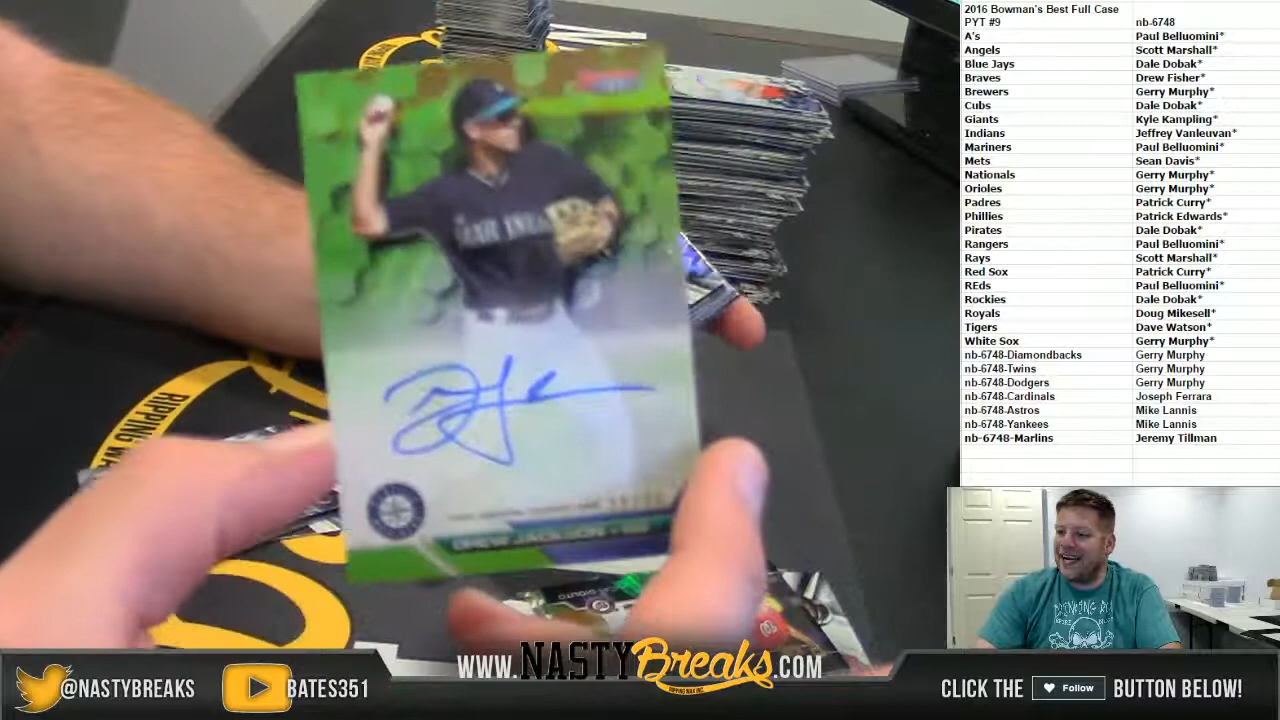 2016 Bowman's Best Full Case
PYT #9 nb-6748
A's Paul Belluomini*
Angels Scott Marshall*
Blue Jays Dale Dobak*
Braves Drew Fisher*
Brewers Gerry Murphy*
Cubs Dale Dobak*
Giants Kyle Kampling*
Indians Jeffrey Vanleuvan*
Mariners Paul Belluomini*
Mets Sean Davis*
Nationals Gerry Murphy*
Orioles Gerry Murphy*
Padres Patrick Curry*
Phillies Patrick Edwards*
Pirates Dale Dobak*
Rangers Paul Belluomini*
Rays Scott Marshall*
Red Sox Patrick Curry*
REds Paul Belluomini*
Rockies Dale Dobak*
Royals Doug Mikesell*
Tigers Dave Watson*
White Sox Gerry Murphy*
nb-6748-Diamondbacks Gerry Murphy
nb-6748-Twins Gerry Murphy
nb-6748-Dodgers Gerry Murphy
nb-6748-Cardinals Joseph Ferrara
nb-6748-Astros Mike Lannis
nb-6748-Yankees Mike Lannis
nb-6748-Marlins Jeremy Tillman
RIPPING
DREW JACKSON
@NASTYBREAKS
BATES351
WWW.NASTYBreaks.COM
RIPPING WAX INC.
CLICK THE Follow BUTTON BELOW!